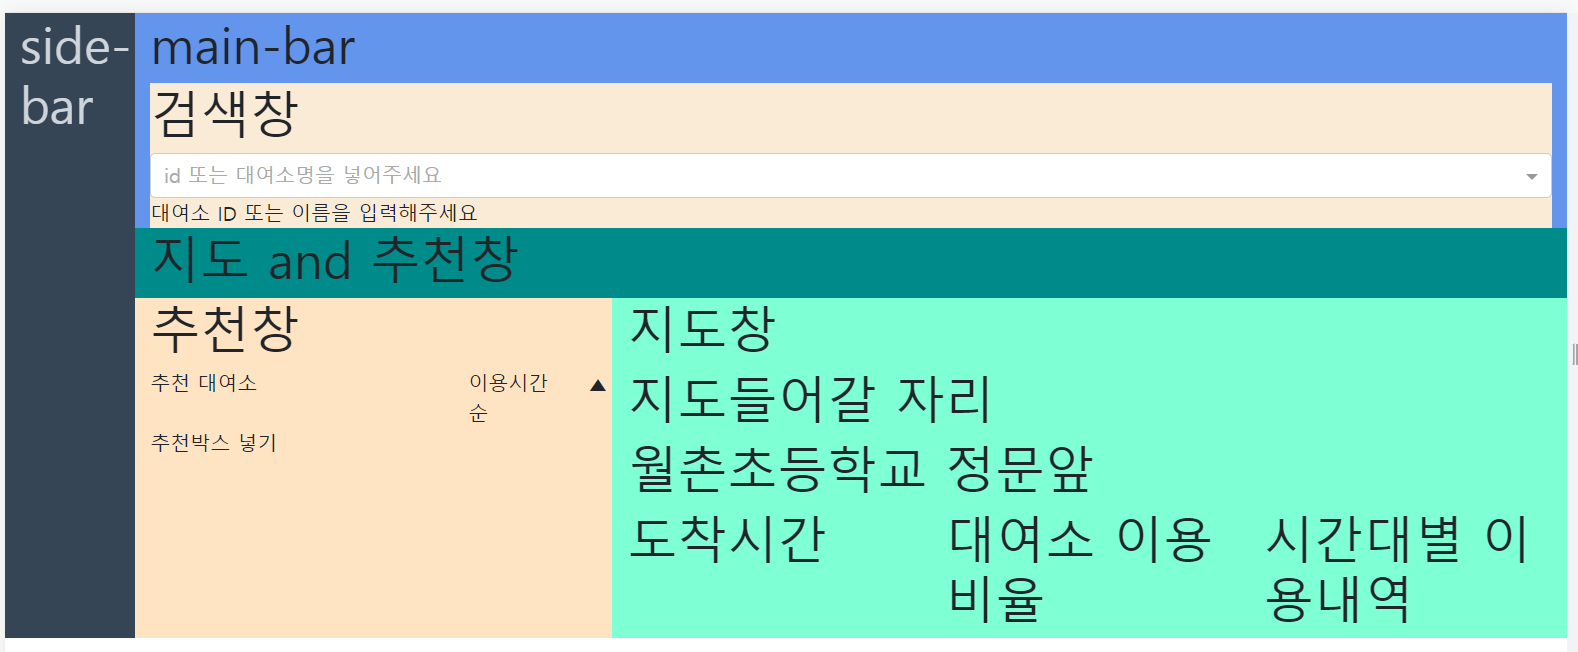 side-
bar
main-bar
검색창
id 또는 대여소명을 넣어주세요
대여소 ID 또는 이름을 입력해주세요
지도 and 추천창
추천창
추천 대여소
이용시간
순
▲
추천박스 넣기
지도창
지도들어갈 자리
월촌초등학교 정문앞
도착시간
대여소 이용
비율
시간대별 이
용내역